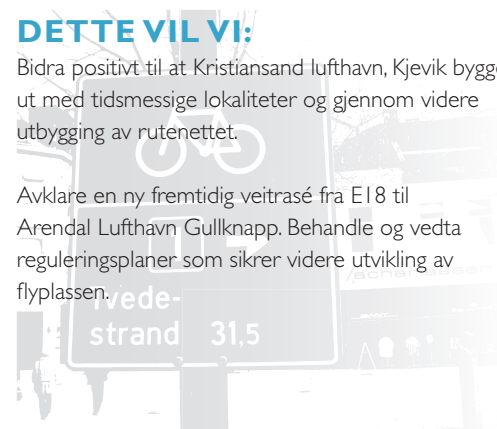 DETTE VIL VI:
Bidra positivt til at Kristiansand lufthavn, Kjevik bygge
ut med tidsmessige lokaliteter og gjennom videre
utbygging av rutenettet.
Avklare en ny fremtidig veitrasé fra E18 til
Arendal Lufthavn Gullknapp. Behandle og vedta
reguleringsplaner som sikrer videre utvikling av
flyplassen.
1
Tvede-
strand 31,5